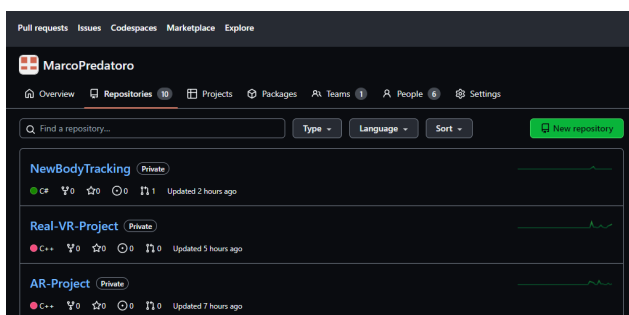 Pull requests Issues Codespaces Marketplace Explore
MarcoPredatoro
Overview Repositories 10 Projects Packages Teams 1 People 6 Settings
Find a repository... Type Language Sort New repository
NewBodyTracking Private
C# 0 0 0 1 Updated 2 hours ago
Real-VR-Project Private
C++ 0 0 0 0 Updated 5 hours ago
AR-Project Private
C++ 0 0 0 0 Updated 7 hours ago